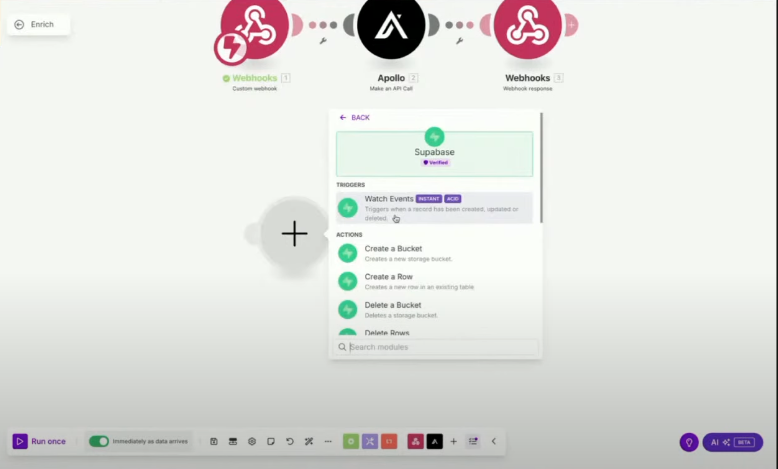 Enrich
Webhooks 1
Custom webhook
Apollo 2
Make an API Call
Webhooks 3
Webhook response
BACK
Supabase
Verified
TRIGGERS
Watch Events INSTANT ACID
Triggers when a record has been created, updated or
deleted.
ACTIONS
Create a Bucket
Creates a new storage bucket.
Create a Row
Creates a new row in an existing table
Delete a Bucket
Deletes a storage bucket.
Delete Rows
Search modules
Run once
Immediately as data arrives
AI BETA